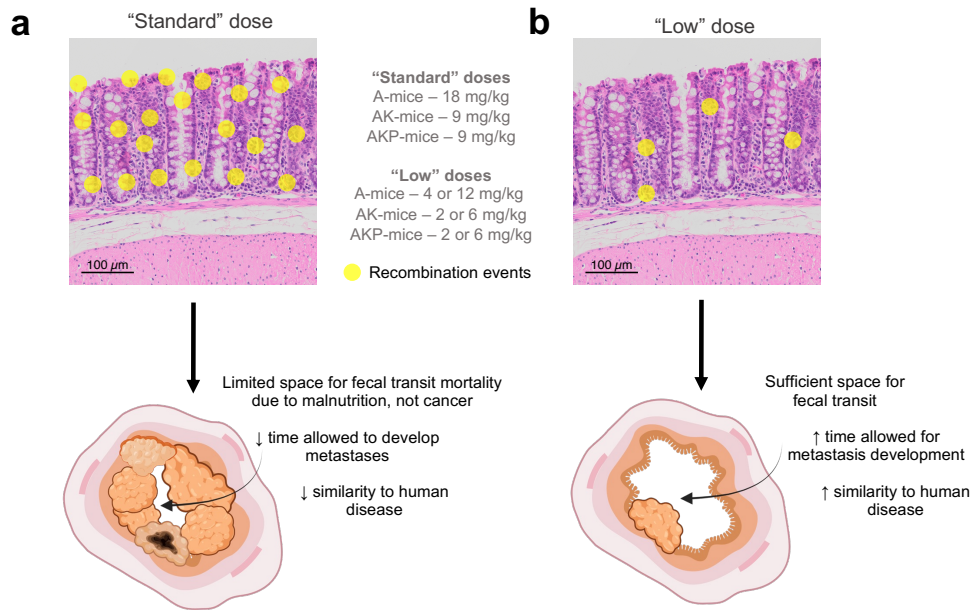 a
“Standard” dose
100 µm
“Standard” doses
A-mice – 18 mg/kg
AK-mice – 9 mg/kg
AKP-mice – 9 mg/kg
“Low” doses
A-mice – 4 or 12 mg/kg
AK-mice – 2 or 6 mg/kg
AKP-mice – 2 or 6 mg/kg
Recombination events
Limited space for fecal transit mortality
due to malnutrition, not cancer
↓ time allowed to develop
metastases
↓ similarity to human
disease
b
“Low” dose
100 µm
Sufficient space for
fecal transit
↑ time allowed for
metastasis development
↑ similarity to human
disease